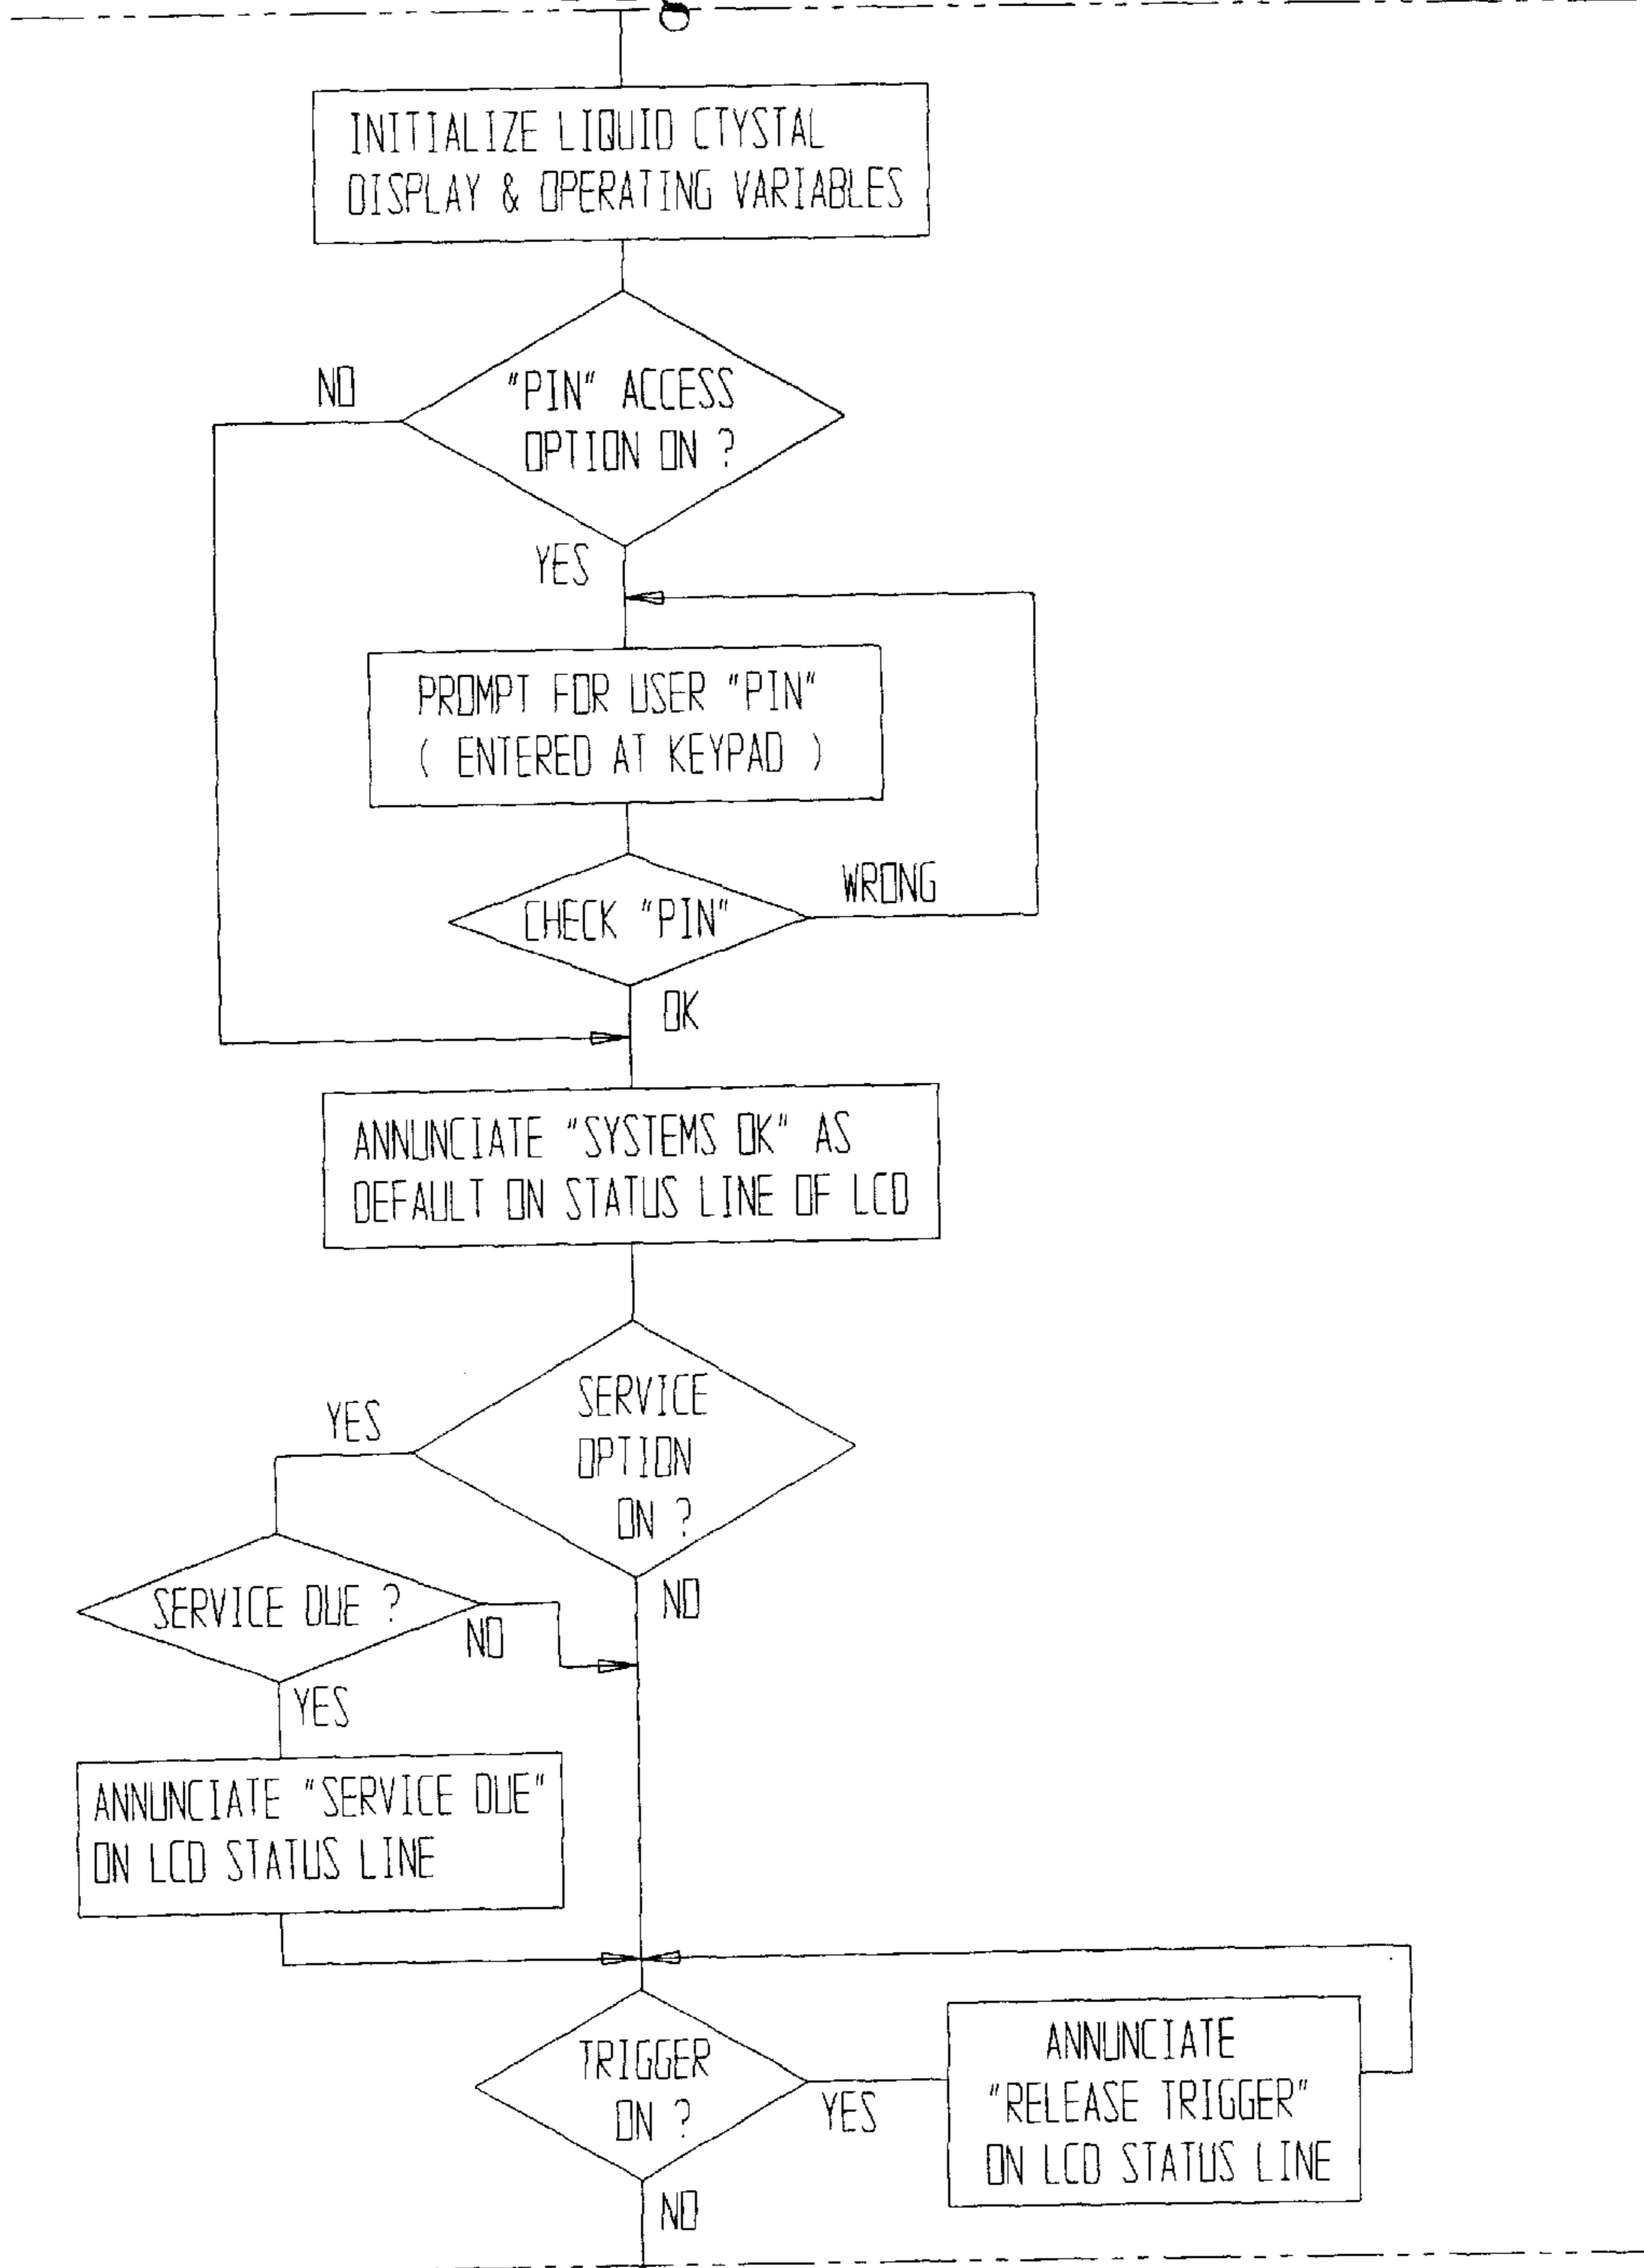 INITIALIZE LIQUID CTYSTAL
DISPLAY & OPERATING VARIABLES
NO
"PIN" ACCESS
OPTION ON ?
YES
PROMPT FOR USER "PIN"
( ENTERED AT KEYPAD )
WRONG
CHECK "PIN"
OK
ANNUNCIATE "SYSTEMS OK" AS
DEFAULT ON STATUS LINE OF LCD
YES
SERVICE
OPTION
ON ?
NO
SERVICE DUE ?
NO
YES
ANNUNCIATE "SERVICE DUE"
ON LCD STATUS LINE
TRIGGER
ON ?
YES
ANNUNCIATE
"RELEASE TRIGGER"
ON LCD STATUS LINE
NO